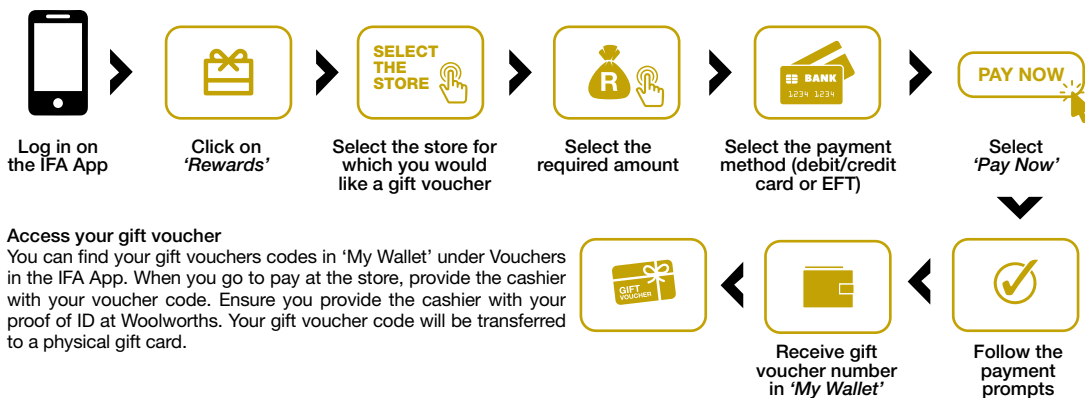 SELECT
THE
STORE
R
BANK
1234 1234
PAY NOW
Log in on
the IFA App
Click on
'Rewards'
Select the store for
which you would
like a gift voucher
Select the
required amount
Select the payment
method (debit/credit
card or EFT)
Select
'Pay Now'
Access your gift voucher
You can find your gift vouchers codes in 'My Wallet' under Vouchers
in the IFA App. When you go to pay at the store, provide the cashier
with your voucher code. Ensure you provide the cashier with your
proof of ID at Woolworths. Your gift voucher code will be transferred
to a physical gift card.
GIFT
VOUCHER
Receive gift
voucher number
in 'My Wallet'
Follow the
payment
prompts